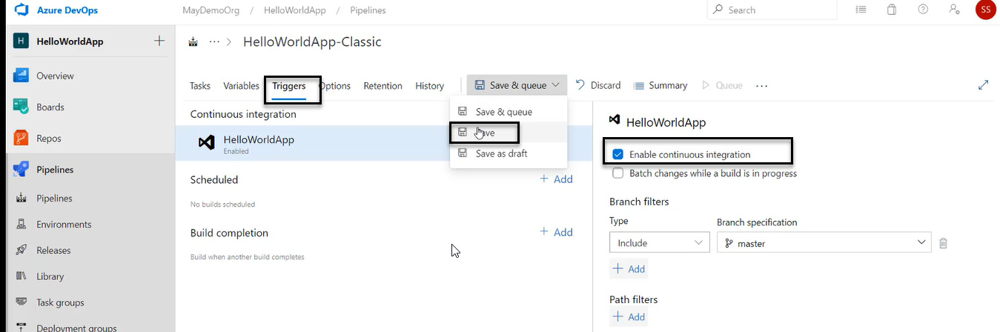 Azure DevOps
MayDemoOrg / HelloWorldApp / Pipelines
Search
SS
H HelloWorldApp
Overview
Boards
Repos
Pipelines
Pipelines
Environments
Releases
Library
Task groups
Deployment groups
... > HelloWorldApp-Classic
Tasks Variables Triggers Options Retention History Save & queue Discard Summary Queue ...
Save & queue
Save
Save as draft
Continuous integration
HelloWorldApp
Enabled
Scheduled + Add
No builds scheduled
Build completion + Add
Build when another build completes
HelloWorldApp
Enable continuous integration
Batch changes while a build is in progress
Branch filters
Type Branch specification
Include master
+ Add
Path filters
+ Add